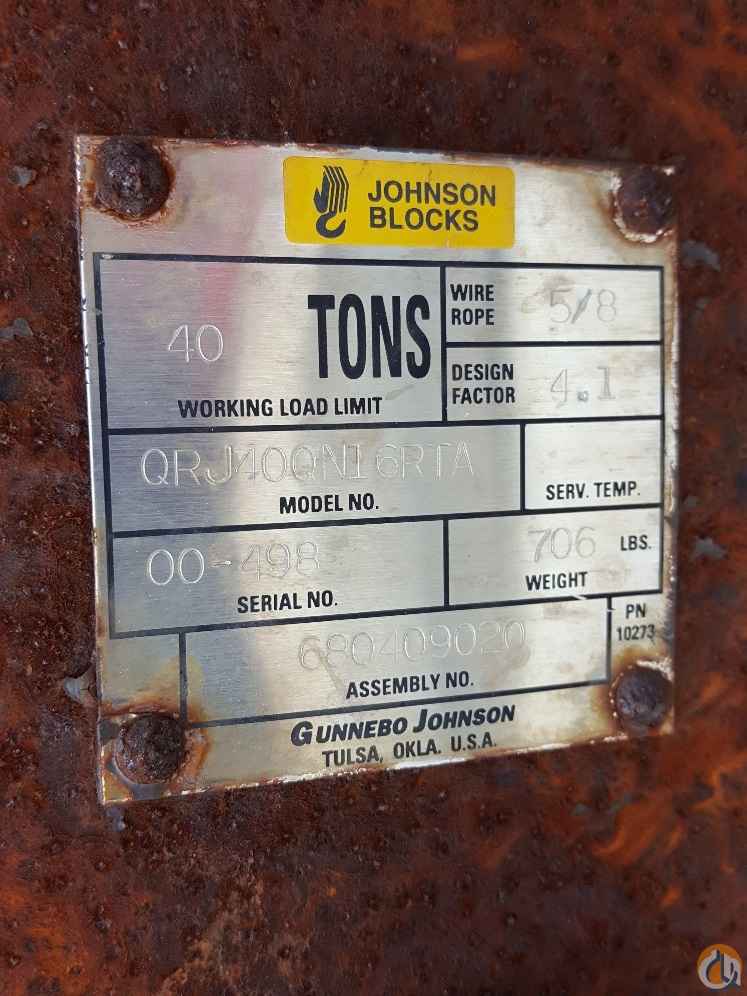 JOHNSON
BLOCKS
40 TONS
WORKING LOAD LIMIT
WIRE
ROPE 5/8
DESIGN
FACTOR 4.1
QRJ40QN16RTA
MODEL NO.
SERV. TEMP.
00-498
SERIAL NO.
706 LBS.
WEIGHT
680409020
ASSEMBLY NO.
PN
10273
GUNNEBO JOHNSON
TULSA, OKLA. U.S.A.